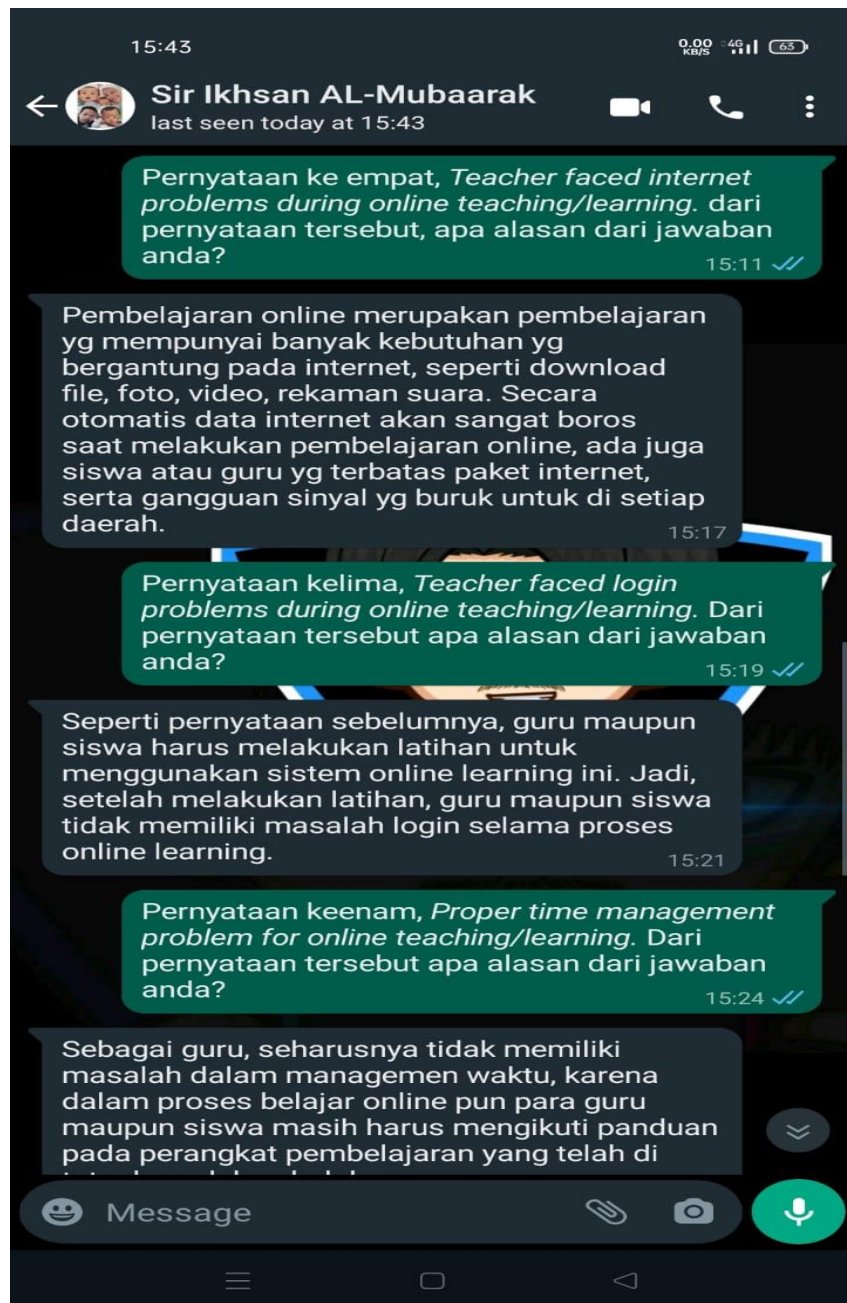 15:43
0.00 KB/S 4G 63
Sir Ikhsan AL-Mubaarak
last seen today at 15:43
Pernyataan ke empat, Teacher faced internet
problems during online teaching/learning. dari
pernyataan tersebut, apa alasan dari jawaban
anda?
15:11
Pembelajaran online merupakan pembelajaran
yg mempunyai banyak kebutuhan yg
bergantung pada internet, seperti download
file, foto, video, rekaman suara. Secara
otomatis data internet akan sangat boros
saat melakukan pembelajaran online, ada juga
siswa atau guru yg terbatas paket internet,
serta gangguan sinyal yg buruk untuk di setiap
daerah.
15:17
Pernyataan kelima, Teacher faced login
problems during online teaching/learning. Dari
pernyataan tersebut apa alasan dari jawaban
anda?
15:19
Seperti pernyataan sebelumnya, guru maupun
siswa harus melakukan latihan untuk
menggunakan sistem online learning ini. Jadi,
setelah melakukan latihan, guru maupun siswa
tidak memiliki masalah login selama proses
online learning.
15:21
Pernyataan keenam, Proper time management
problem for online teaching/learning. Dari
pernyataan tersebut apa alasan dari jawaban
anda?
15:24
Sebagai guru, seharusnya tidak memiliki
masalah dalam managemen waktu, karena
dalam proses belajar online pun para guru
maupun siswa masih harus mengikuti panduan
pada perangkat pembelajaran yang telah di
Message